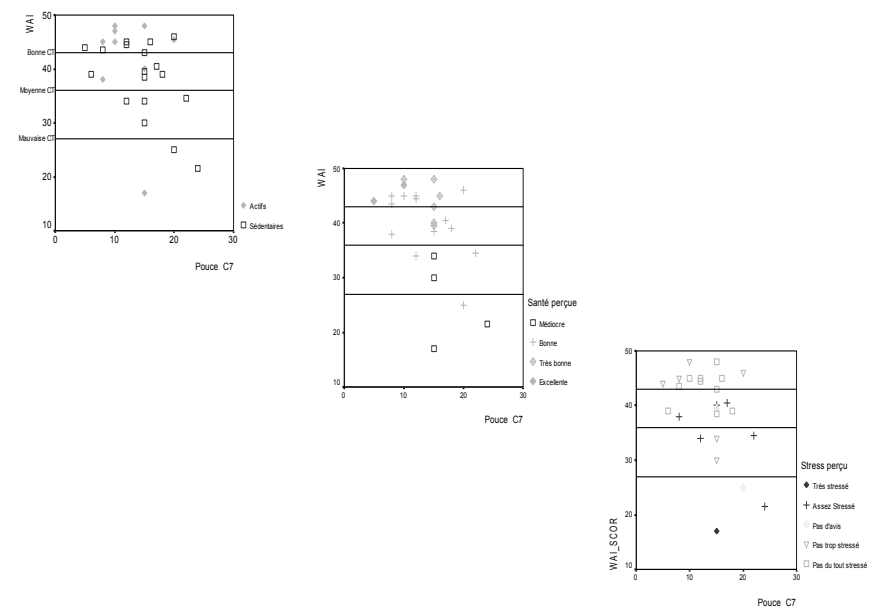 WAI
50
Bonne CT
40
Moyenne CT
30
Mauvaise CT
20
10
0 10 20 30
Pouce C7
Actifs
Sédentaires
WAI
50
40
30
20
10
0 10 20 30
Pouce C7
Santé perçue
Médiocre
Bonne
Très bonne
Excellente
WAI_SCOR
50
40
30
20
10
0 10 20 30
Pouce C7
Stress perçu
Très stressé
Assez Stressé
Pas d'avis
Pas trop stressé
Pas du tout stressé